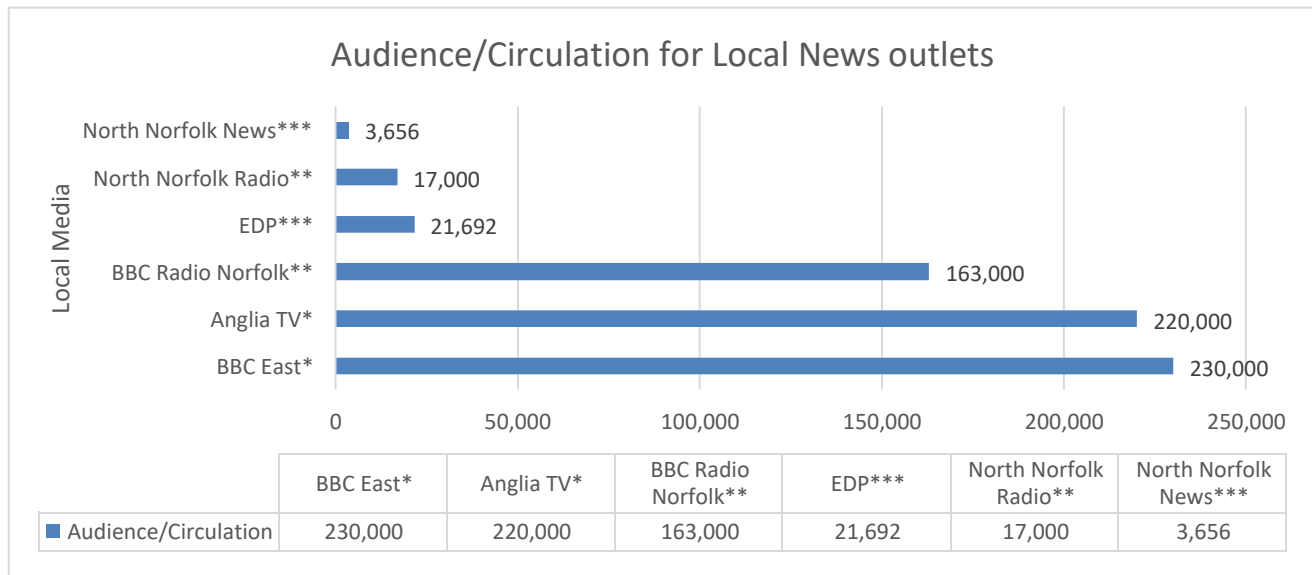 Audience/Circulation for Local News outlets
Local Media
North Norfolk News*** 3,656
North Norfolk Radio** 17,000
EDP*** 21,692
BBC Radio Norfolk** 163,000
Anglia TV* 220,000
BBC East* 230,000
0 50,000 100,000 150,000 200,000 250,000
BBC East* Anglia TV* BBC Radio Norfolk** EDP*** North Norfolk Radio** North Norfolk News***
Audience/Circulation 230,000 220,000 163,000 21,692 17,000 3,656